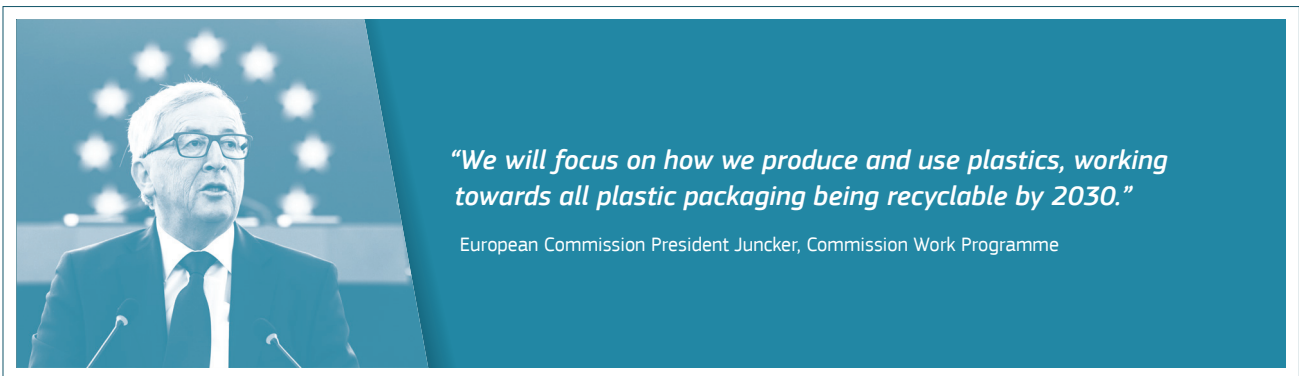 “We will focus on how we produce and use plastics, working
towards all plastic packaging being recyclable by 2030.”
European Commission President Juncker, Commission Work Programme